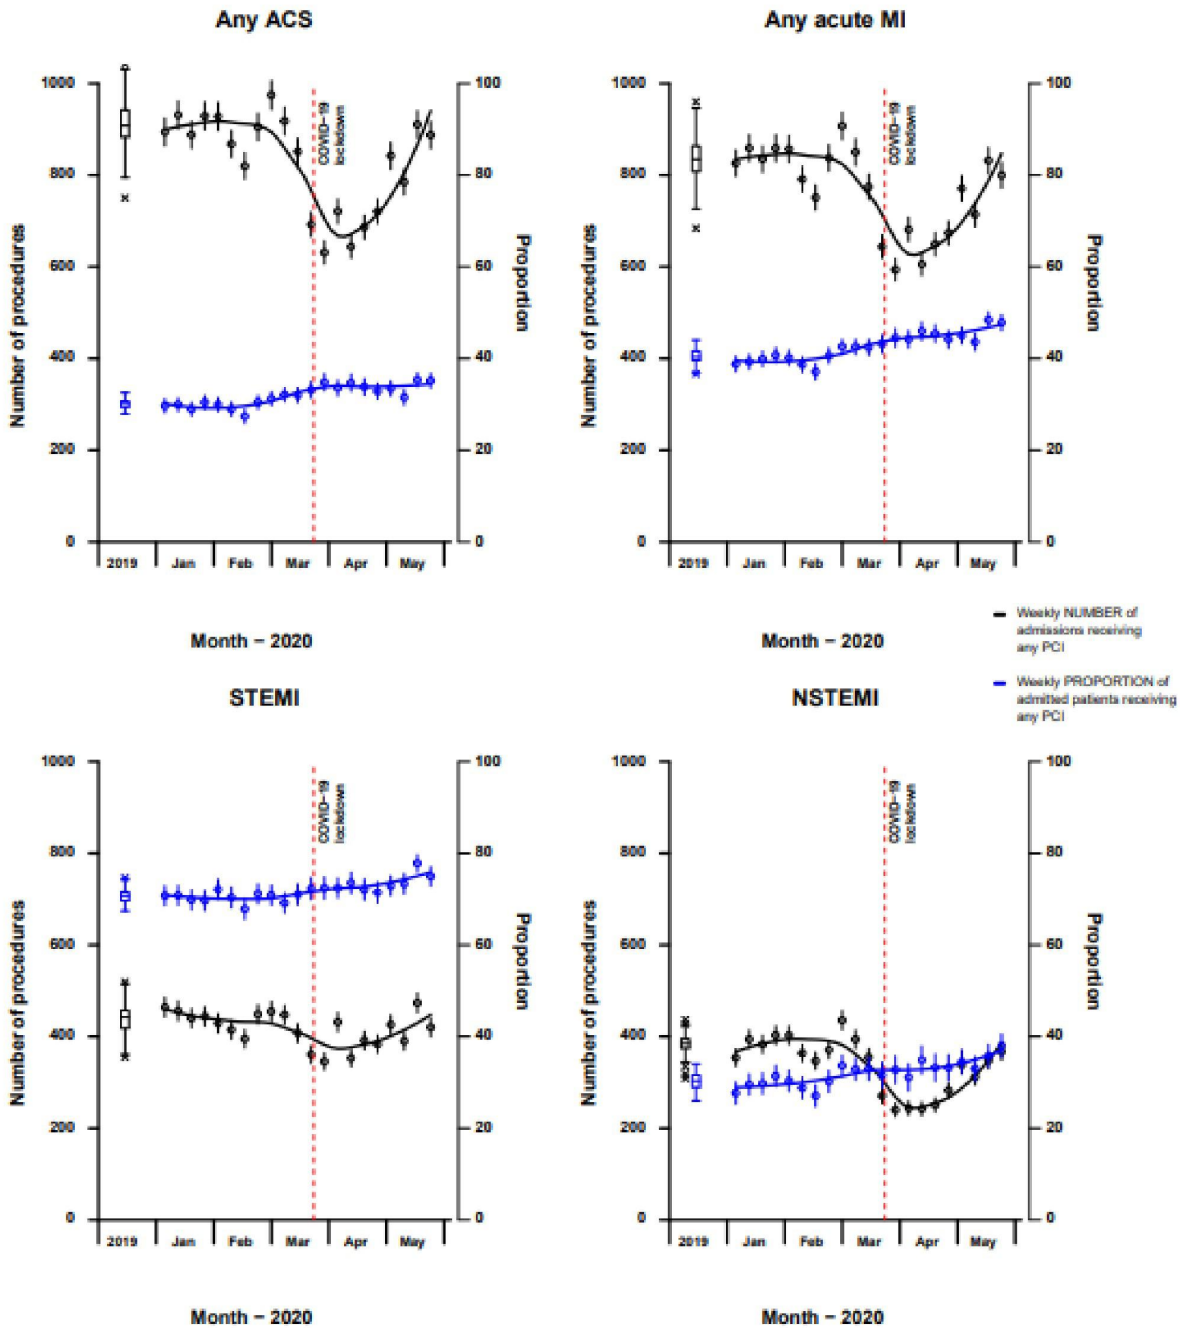 Any ACS
1000
800
600
400
200
0
Number of procedures
100
80
60
40
20
0
Proportion
COVID−19
lockdown
2019 Jan Feb Mar Apr May
Month − 2020
Any acute MI
1000
800
600
400
200
0
Number of procedures
100
80
60
40
20
0
Proportion
COVID−19
lockdown
2019 Jan Feb Mar Apr May
Month − 2020
Weekly NUMBER of
admissions receiving
any PCI
Weekly PROPORTION of
admitted patients receiving
any PCI
STEMI
1000
800
600
400
200
0
Number of procedures
100
80
60
40
20
0
Proportion
COVID−19
lockdown
2019 Jan Feb Mar Apr May
Month − 2020
NSTEMI
1000
800
600
400
200
0
Number of procedures
100
80
60
40
20
0
Proportion
COVID−19
lockdown
2019 Jan Feb Mar Apr May
Month − 2020